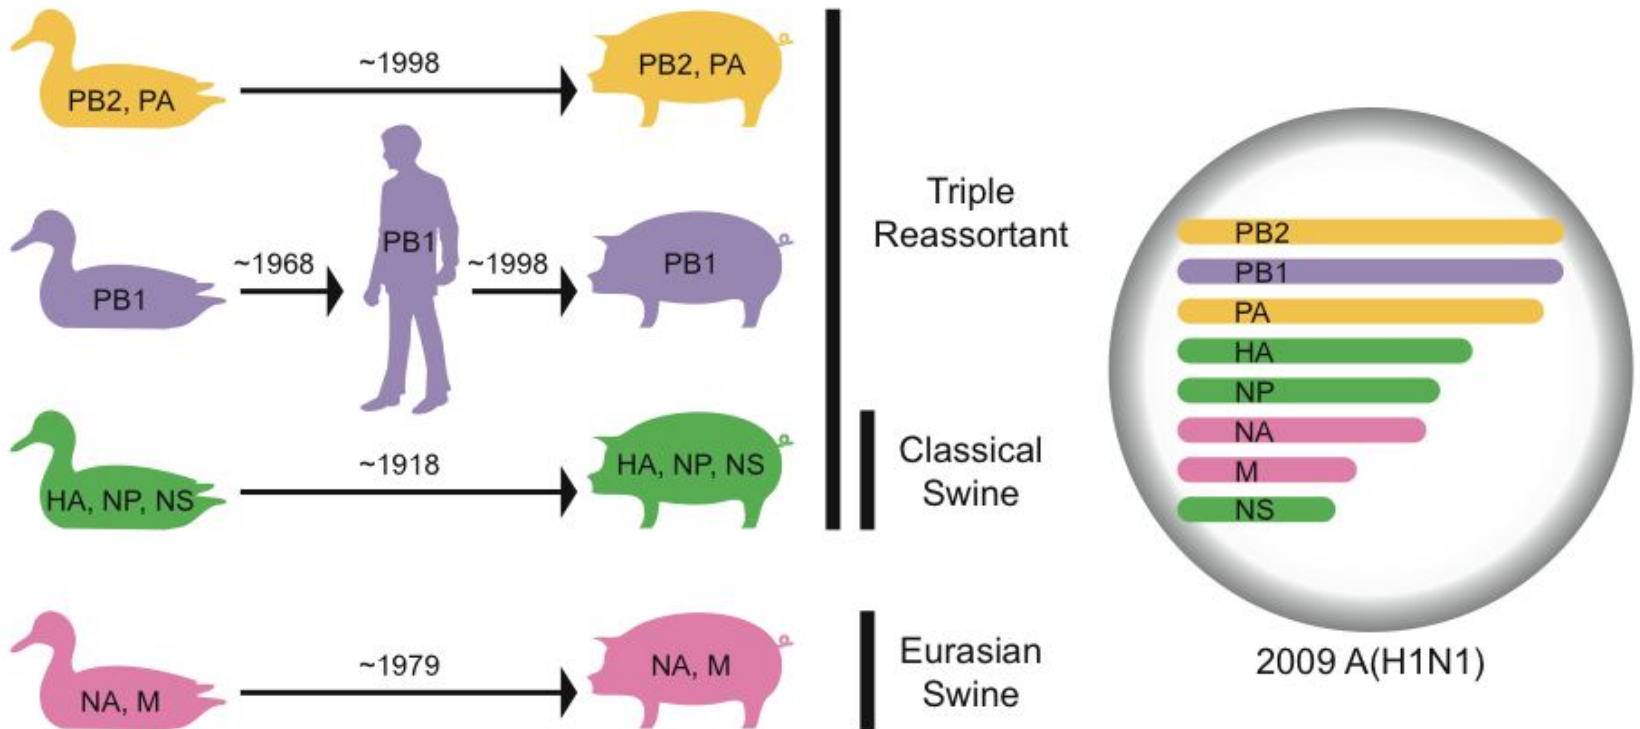 ~1998
PB2, PA
PB2, PA
~1968
PB1
PB1
~1998
PB1
Triple
Reassortant
~1918
HA, NP, NS
HA, NP, NS
Classical
Swine
~1979
NA, M
NA, M
Eurasian
Swine
PB2
PB1
PA
HA
NP
NA
M
NS
2009 A(H1N1)